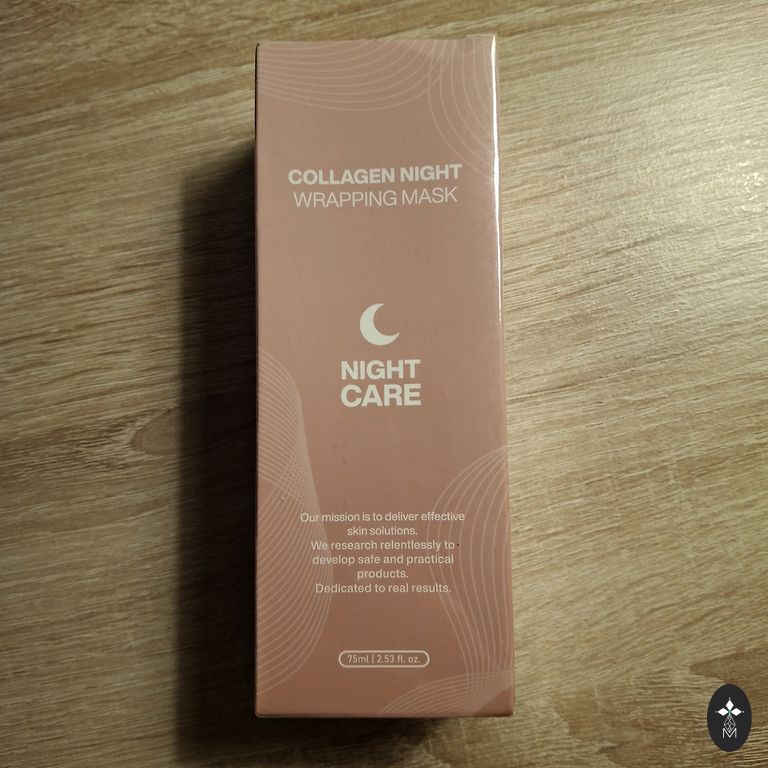 COLLAGEN NIGHT
WRAPPING MASK
NIGHT
CARE
Our mission is to deliver effective
skin solutions.
We research relentlessly to
develop safe and practical
products.
Dedicated to real results.
75ml | 2.53 fl. oz.
M